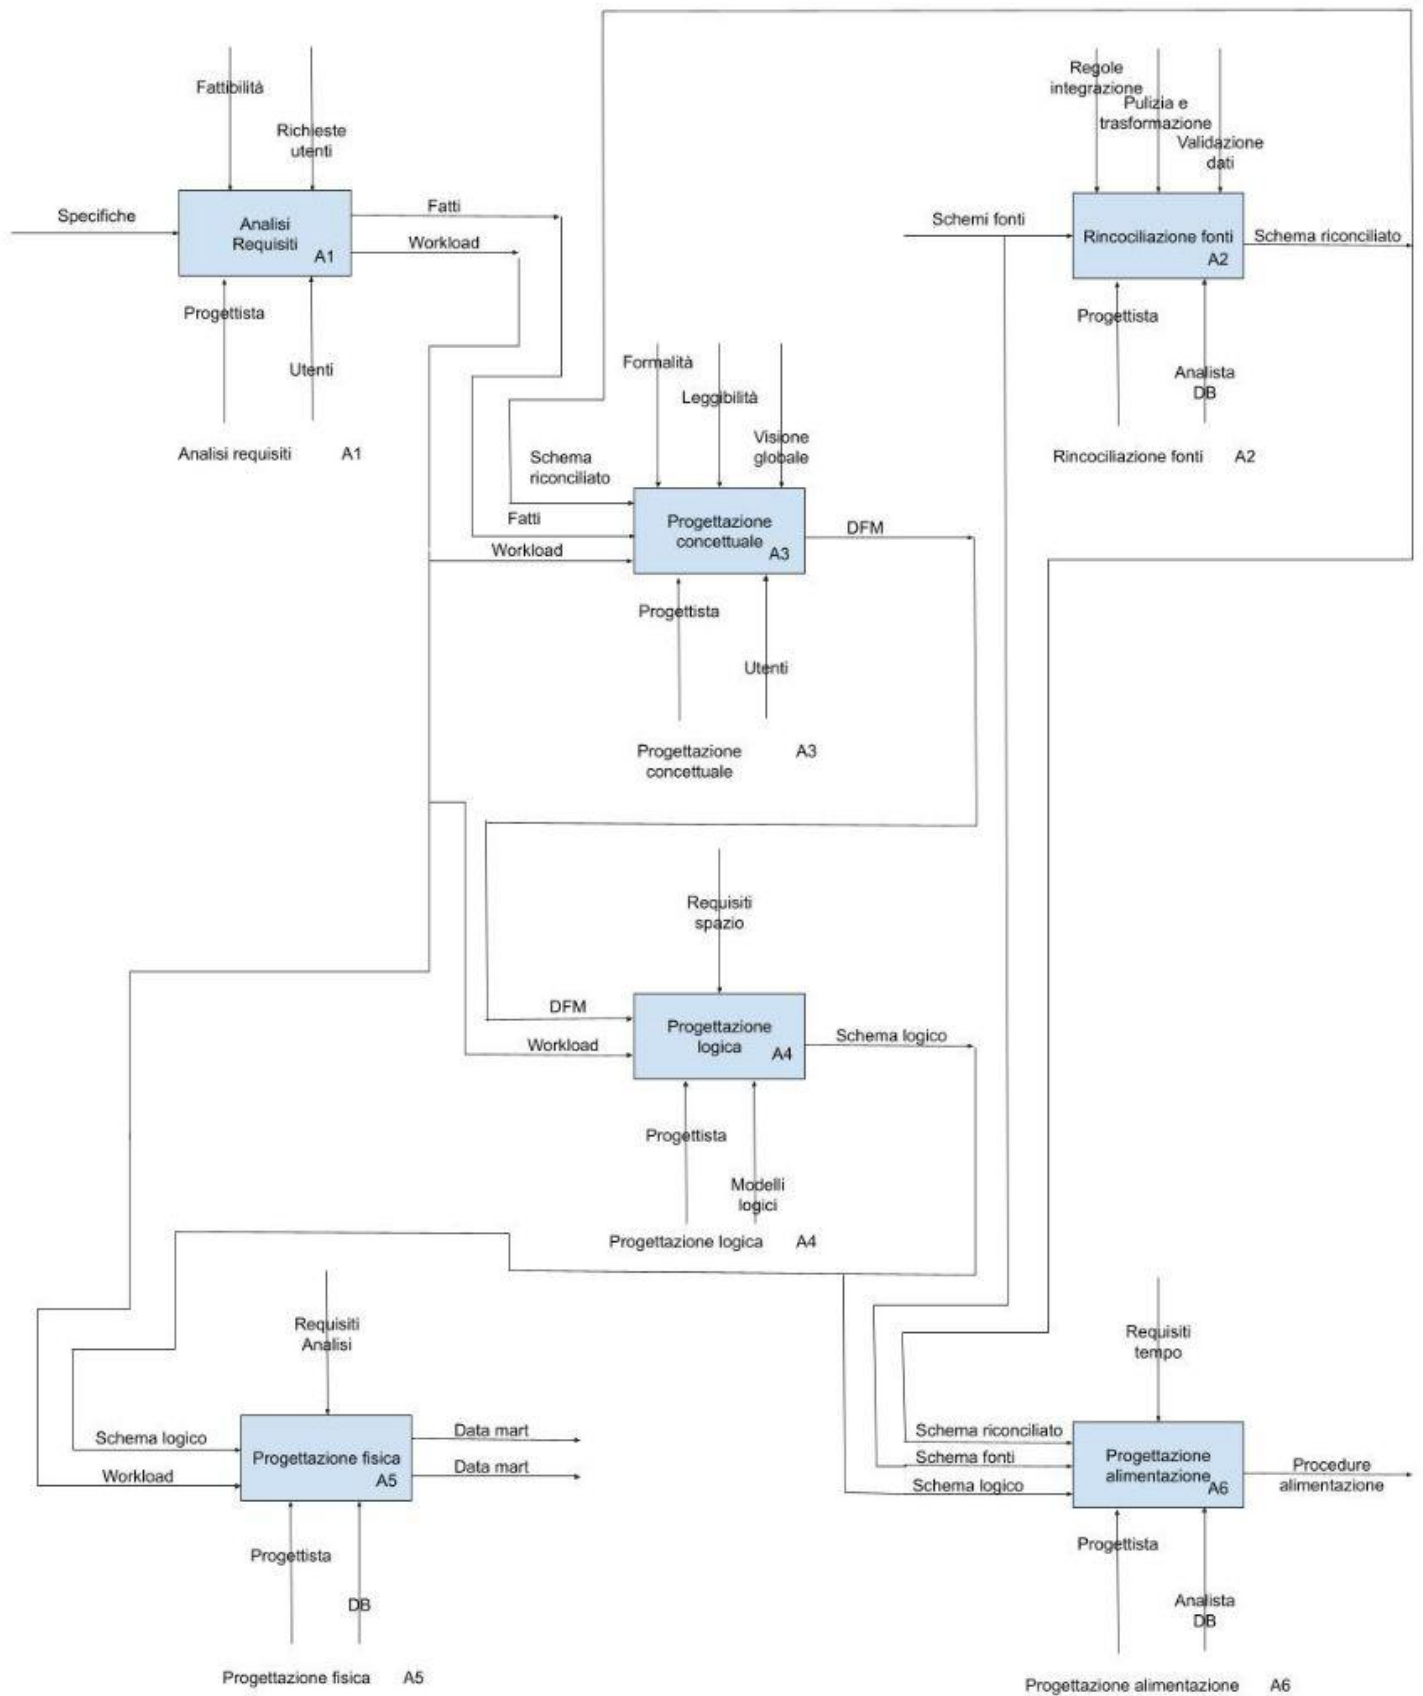 Fattibilità
Richieste
utenti
Specifiche
Analisi
Requisiti
A1
Fatti
Workload
Progettista
Utenti
Analisi requisiti A1
Regole
integrazione
Pulizia e
trasformazione
Validazione
dati
Schemi fonti
Rincociliazione fonti
A2
Schema riconciliato
Progettista
Analista
DB
Rincociliazione fonti A2
Formalità
Leggibilità
Visione
globale
Schema
riconciliato
Fatti
Workload
Progettazione
concettuale
A3
DFM
Progettista
Utenti
Progettazione
concettuale
A3
Requisiti
spazio
DFM
Workload
Progettazione
logica
A4
Schema logico
Progettista
Modelli
logici
Progettazione logica A4
Requisiti
Analisi
Schema logico
Workload
Progettazione fisica
A5
Data mart
Data mart
Progettista
DB
Progettazione fisica A5
Requisiti
tempo
Schema riconciliato
Schema fonti
Schema logico
Progettazione
alimentazione
A6
Procedure
alimentazione
Progettista
Analista
DB
Progettazione alimentazione A6